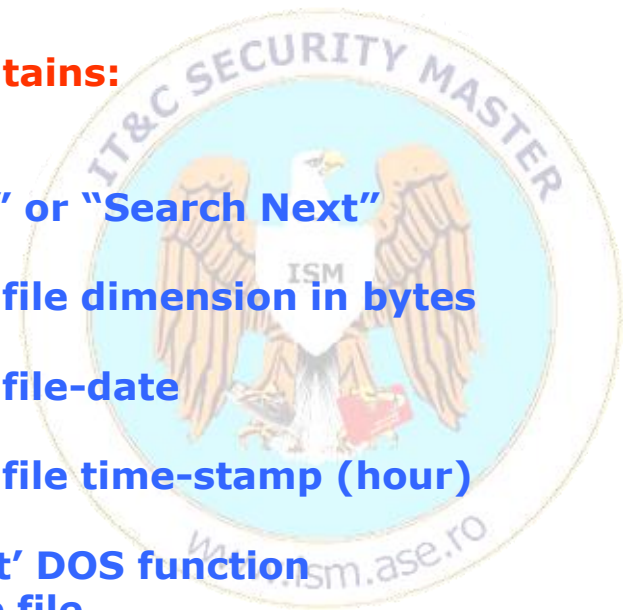 tains:
IT&C SECURITY MASTER
" or “Search Next”
ISM
file dimension in bytes
file-date
file time-stamp (hour)
www.ism.ase.ro
t’ DOS function
file